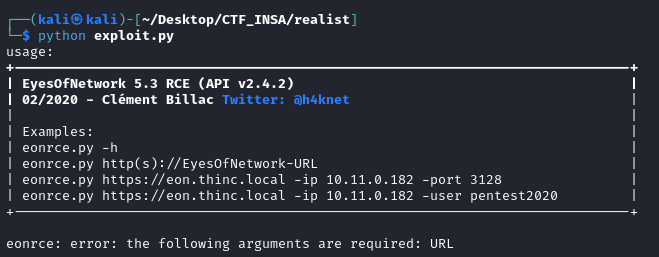 ┌──(kali㉿kali)-[~/Desktop/CTF_INSA/realist]
└─$ python exploit.py
usage:
+-----------------------------------------------------------------------------+
| EyesOfNetwork 5.3 RCE (API v2.4.2) |
| 02/2020 - Clément Billac Twitter: @h4knet |
| |
| Examples: |
| eonrce.py -h |
| eonrce.py http(s)://EyesOfNetwork-URL |
| eonrce.py https://eon.thinc.local -ip 10.11.0.182 -port 3128 |
| eonrce.py https://eon.thinc.local -ip 10.11.0.182 -user pentest2020 |
+-----------------------------------------------------------------------------+
eonrce: error: the following arguments are required: URL